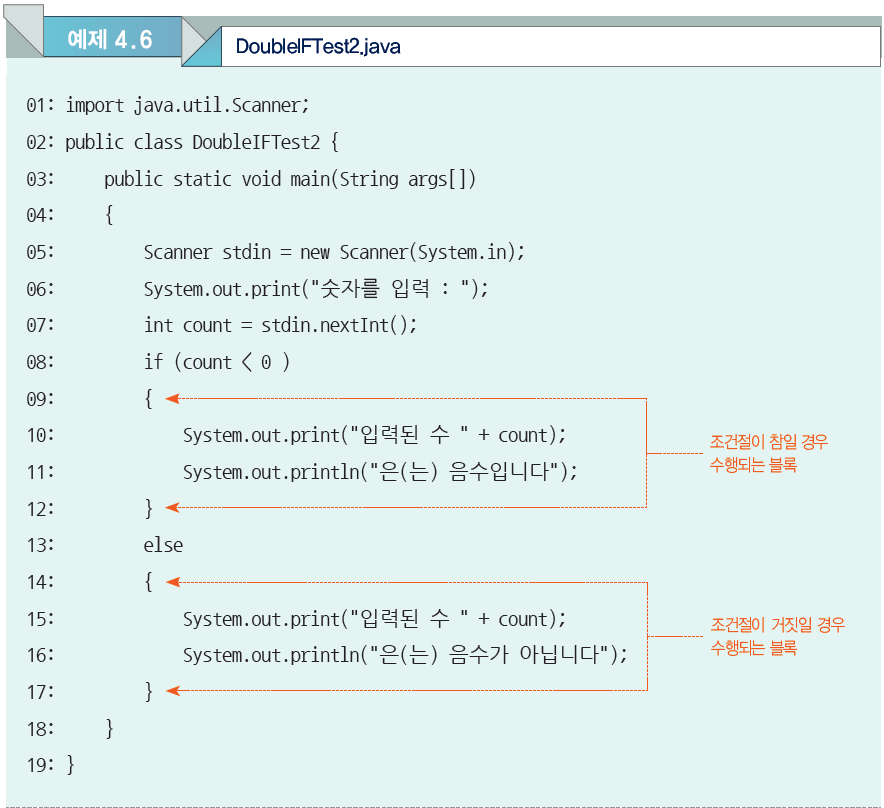 예제 4.6
DoubleIFTest2.java
01: import java.util.Scanner;
02: public class DoubleIFTest2 {
03: public static void main(String args[])
04: {
05: Scanner stdin = new Scanner(System.in);
06: System.out.print("숫자를 입력 : ");
07: int count = stdin.nextInt();
08: if (count < 0 )
09: {
10: System.out.print("입력된 수 " + count);
11: System.out.println("은(는) 음수입니다");
조건절이 참일 경우
수행되는 블록
12: }
13: else
14: {
15: System.out.print("입력된 수 " + count);
16: System.out.println("은(는) 음수가 아닙니다");
조건절이 거짓일 경우
수행되는 블록
17: }
18: }
19: }